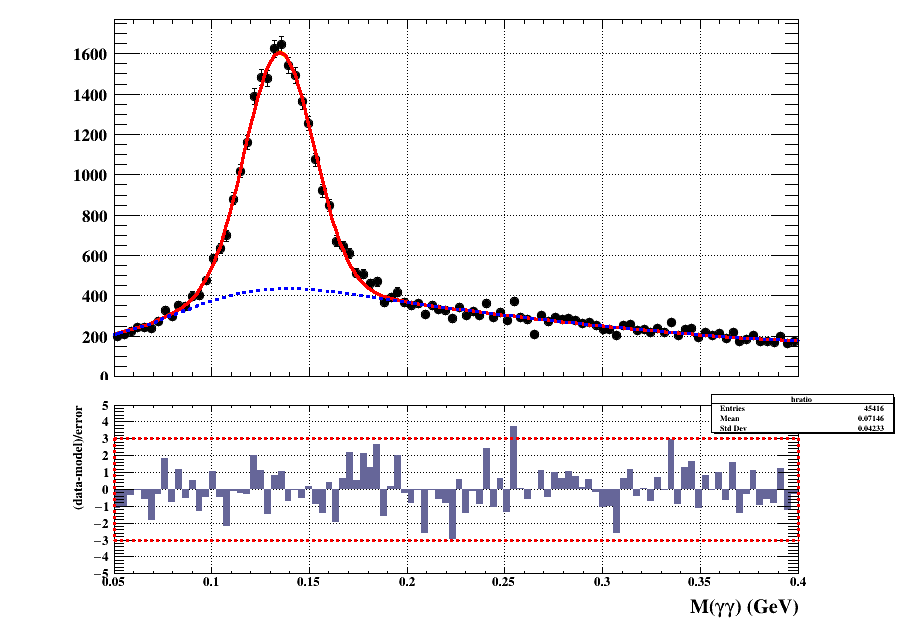 1600
1400
1200
1000
800
600
400
200
0
(data-model)/error
5
4
3
2
1
0
−1
−2
−3
−4
−5
hratio
Entries 45416
Mean 0.07146
Std Dev 0.04233
0.05 0.1 0.15 0.2 0.25 0.3 0.35 0.4
M(γγ) (GeV)